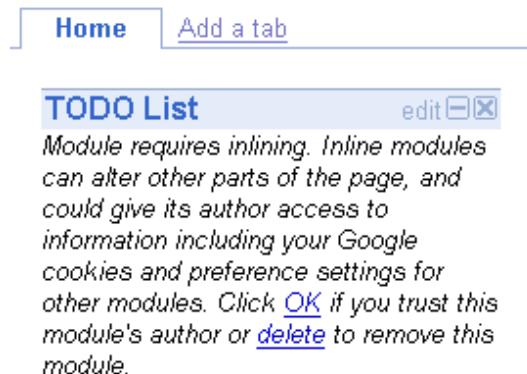 Home Add a tab
TODO List edit
Module requires inlining. Inline modules
can alter other parts of the page, and
could give its author access to
information including your Google
cookies and preference settings for
other modules. Click OK if you trust this
module's author or delete to remove this
module.